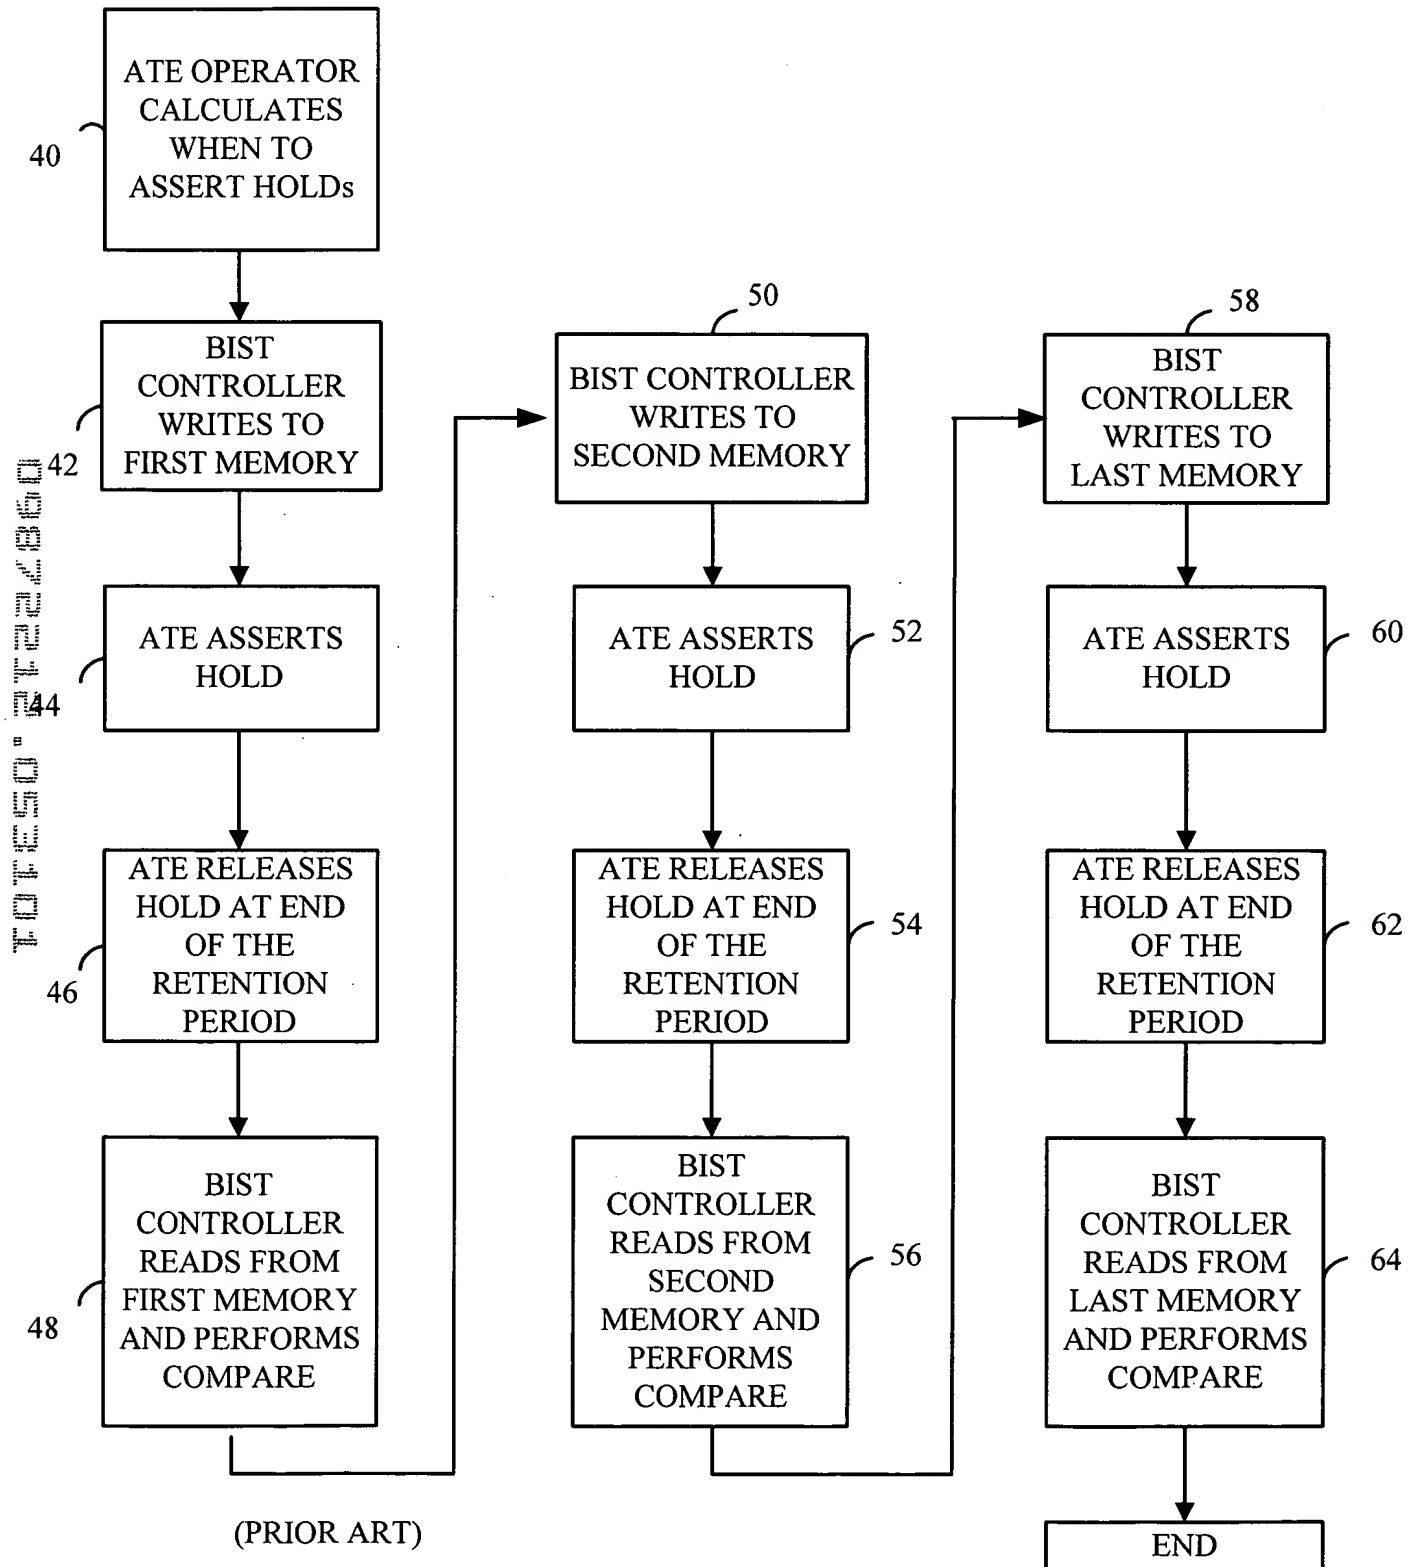 ATE OPERATOR
CALCULATES
WHEN TO
ASSERT HOLDs
40
BIST
CONTROLLER
WRITES TO
FIRST MEMORY
42
ATE ASSERTS
HOLD
44
ATE RELEASES
HOLD AT END
OF THE
RETENTION
PERIOD
46
BIST
CONTROLLER
READS FROM
FIRST MEMORY
AND PERFORMS
COMPARE
48
50
BIST CONTROLLER
WRITES TO
SECOND MEMORY
ATE ASSERTS
HOLD
52
ATE RELEASES
HOLD AT END
OF THE
RETENTION
PERIOD
54
BIST
CONTROLLER
READS FROM
SECOND
MEMORY AND
PERFORMS
COMPARE
56
58
BIST
CONTROLLER
WRITES TO
LAST MEMORY
ATE ASSERTS
HOLD
60
ATE RELEASES
HOLD AT END
OF THE
RETENTION
PERIOD
62
BIST
CONTROLLER
READS FROM
LAST MEMORY
AND PERFORMS
COMPARE
64
END
(PRIOR ART)
09872212.053101